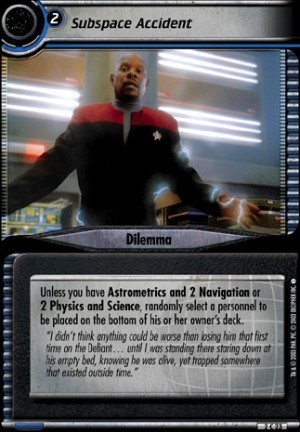 2
Subspace Accident
Dilemma
Unless you have Astrometrics and 2 Navigation or
2 Physics and Science, randomly select a personnel to
be placed on the bottom of his or her owner's deck.
"I didn't think anything could be worse than losing him that first
time on the Defiant… until I was standing there staring down at
his empty bed, knowing he was alive, yet trapped somewhere
that existed outside time."